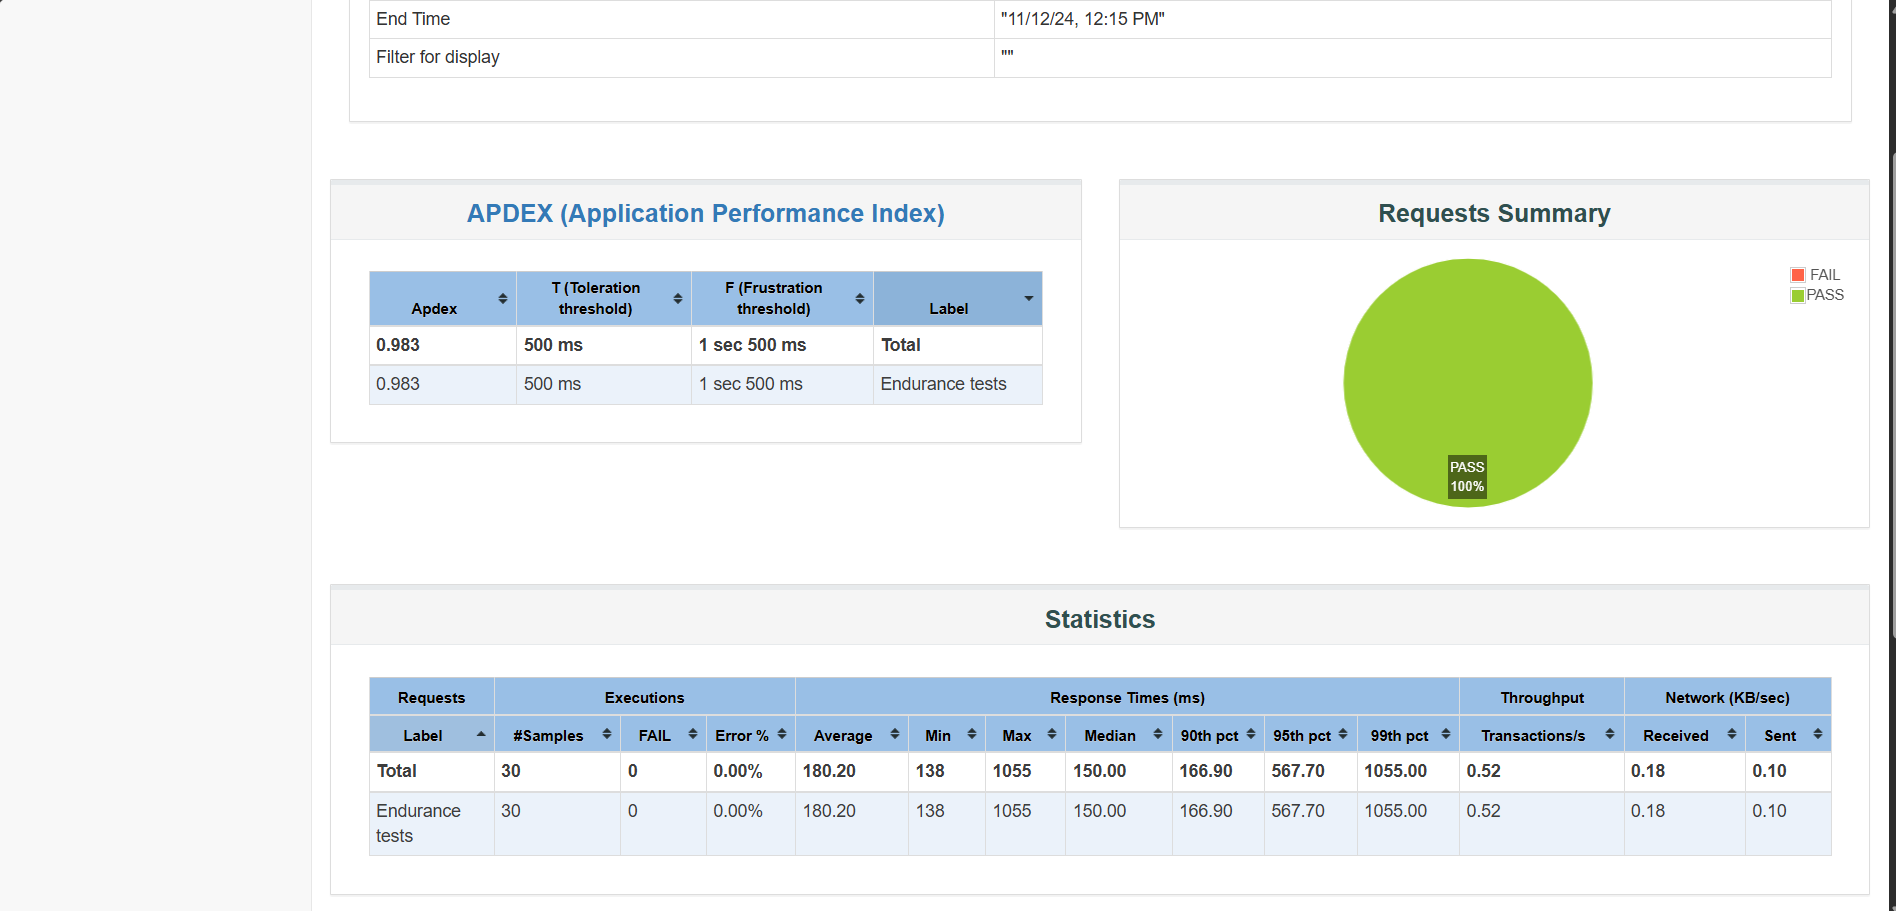 End Time "11/12/24, 12:15 PM"
Filter for display ""
APDEX (Application Performance Index)
Apdex T (Toleration threshold) F (Frustration threshold) Label
0.983 500 ms 1 sec 500 ms Total
0.983 500 ms 1 sec 500 ms Endurance tests
Requests Summary
FAIL
PASS
PASS
100%
Statistics
Requests Executions Response Times (ms) Throughput Network (KB/sec)
Label #Samples FAIL Error % Average Min Max Median 90th pct 95th pct 99th pct Transactions/s Received Sent
Total 30 0 0.00% 180.20 138 1055 150.00 166.90 567.70 1055.00 0.52 0.18 0.10
Endurance tests 30 0 0.00% 180.20 138 1055 150.00 166.90 567.70 1055.00 0.52 0.18 0.10